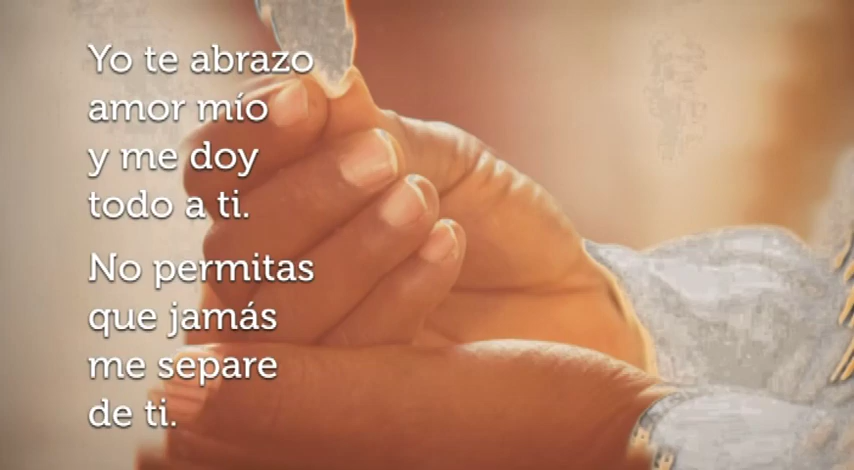 Yo te abrazo
amor mío
y me doy
todo a ti.
No permitas
que jamás
me separe
de ti.